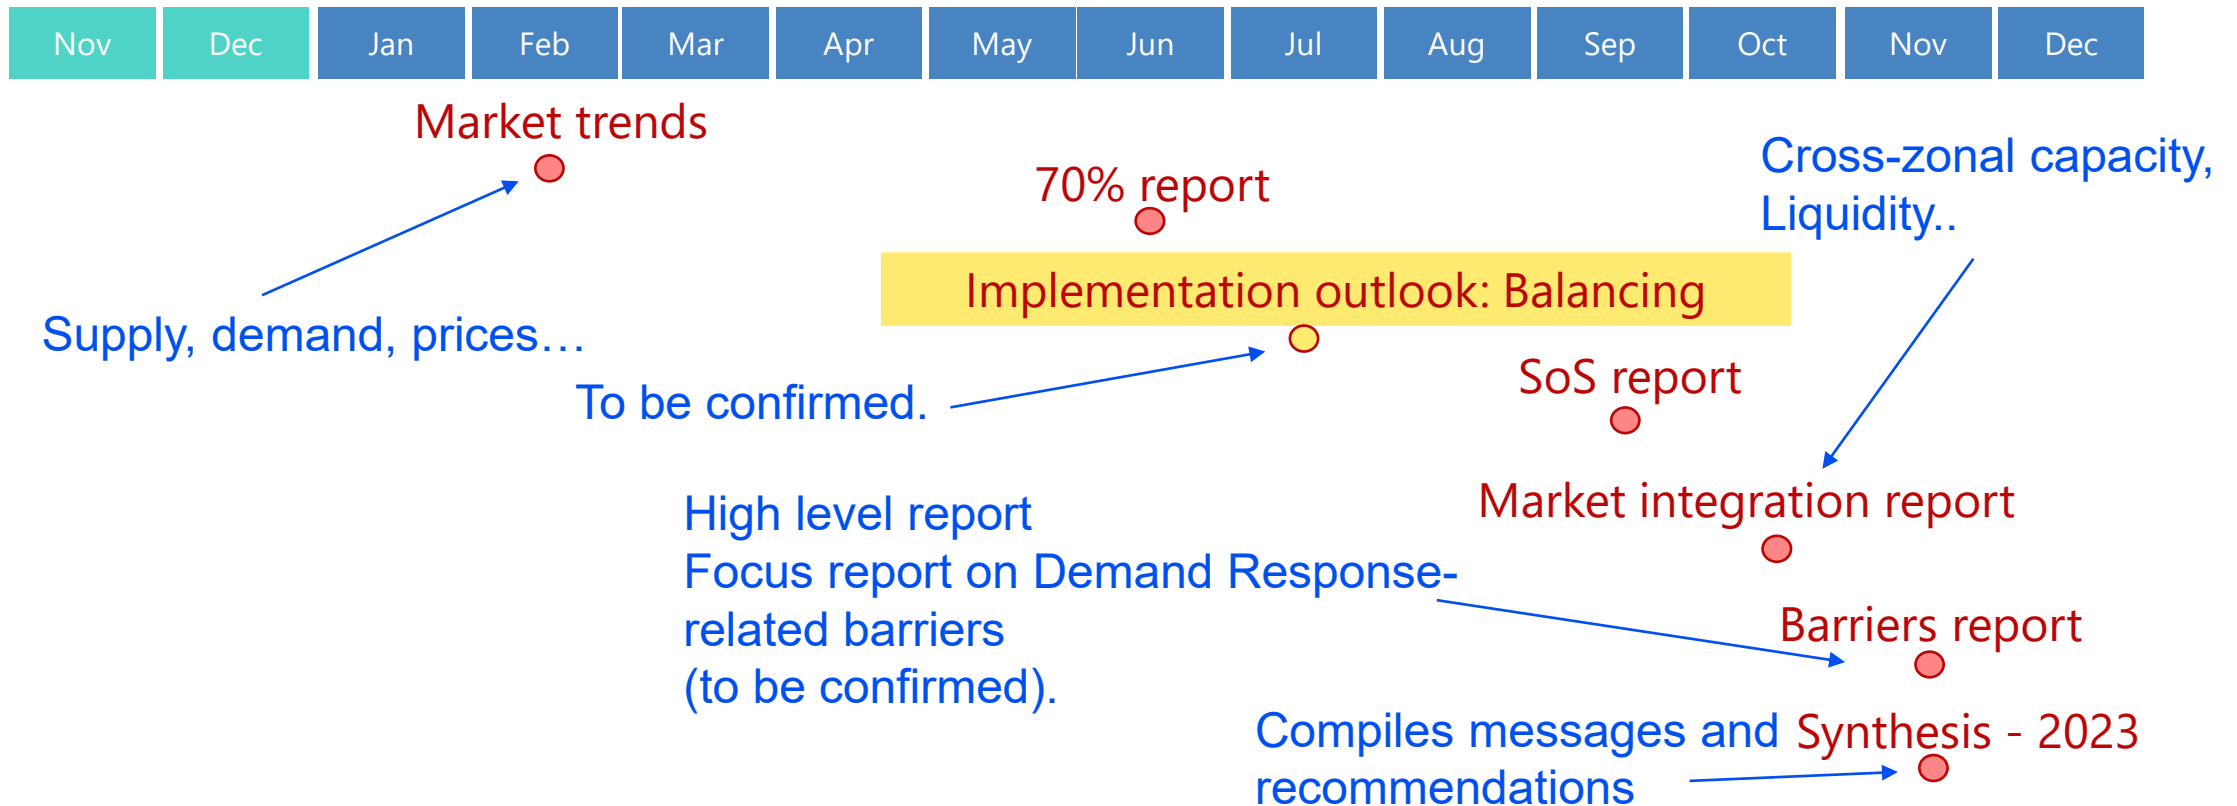 Nov Dec Jan Feb Mar Apr May Jun Jul Aug Sep Oct Nov Dec
Market trends
70% report
Cross-zonal capacity,
Liquidity..
Implementation outlook: Balancing
Supply, demand, prices…
To be confirmed.
SoS report
Market integration report
High level report
Focus report on Demand Response-
related barriers
(to be confirmed).
Barriers report
Compiles messages and
recommendations
Synthesis - 2023